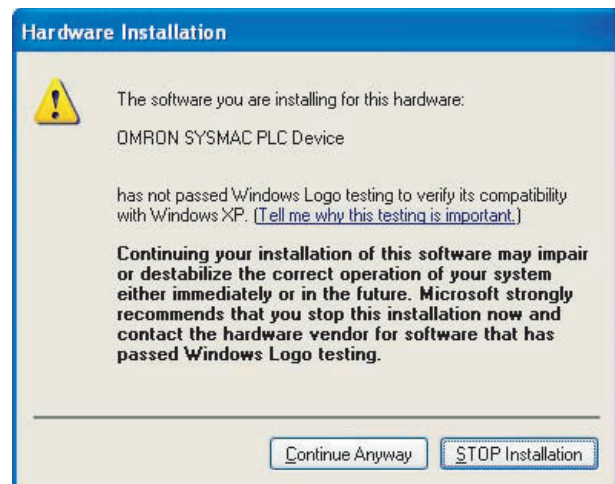 Hardware Installation
The software you are installing for this hardware:
OMRON SYSMAC PLC Device
has not passed Windows Logo testing to verify its compatibility
with Windows XP. (Tell me why this testing is important.)
Continuing your installation of this software may impair
or destabilize the correct operation of your system
either immediately or in the future. Microsoft strongly
recommends that you stop this installation now and
contact the hardware vendor for software that has
passed Windows Logo testing.
Continue Anyway
STOP Installation